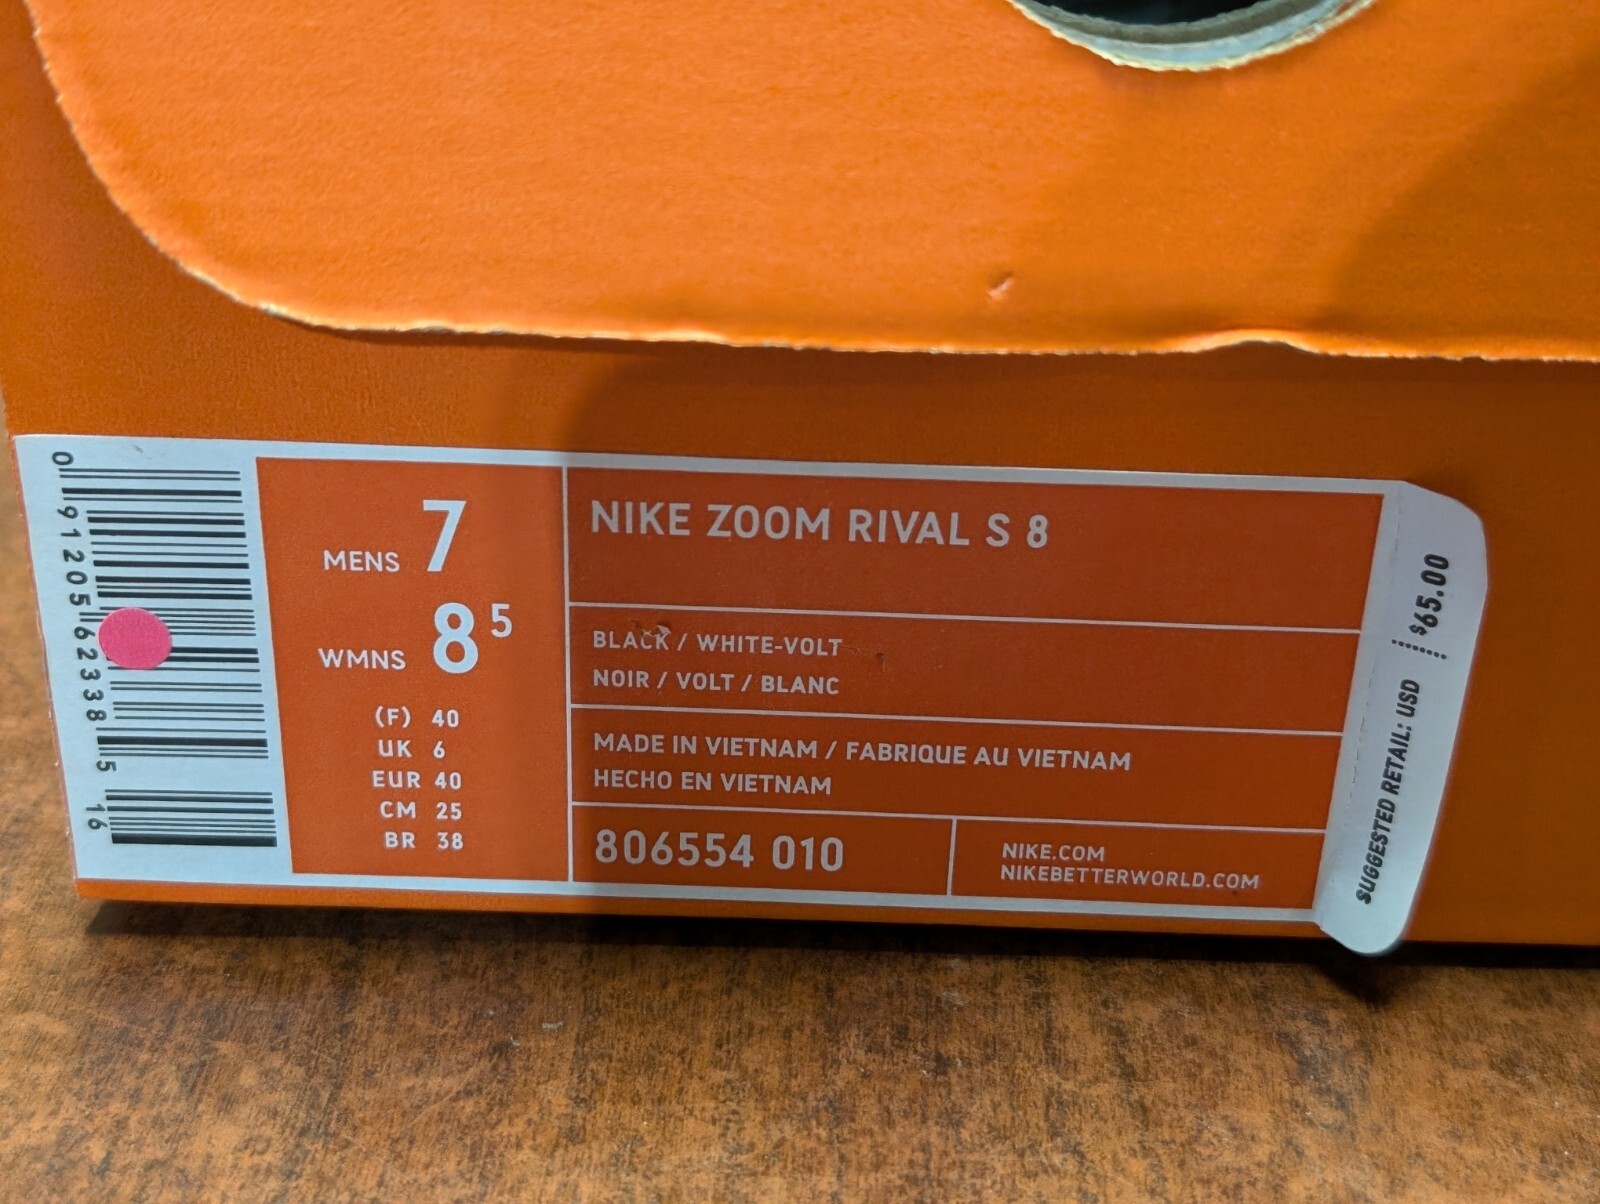 0 91205 62338 5
16
MENS 7
WMNS 8 5
(F) 40
UK 6
EUR 40
CM 25
BR 38
NIKE ZOOM RIVAL S 8
BLACK / WHITE-VOLT
NOIR / VOLT / BLANC
MADE IN VIETNAM / FABRIQUE AU VIETNAM
HECHO EN VIETNAM
806554 010
NIKE.COM
NIKEBETTERWORLD.COM
SUGGESTED RETAIL: USD $65.00